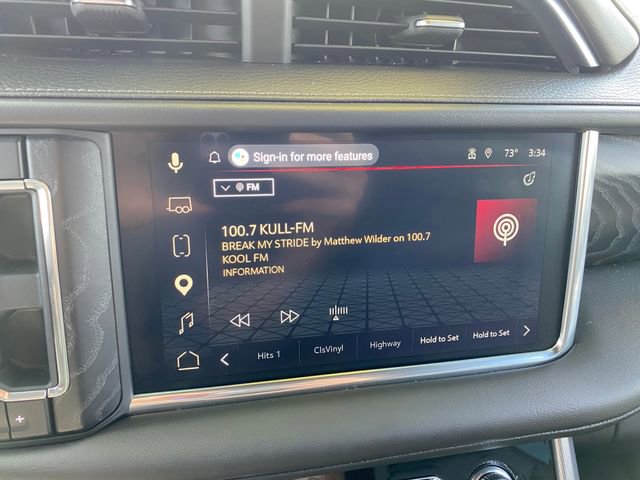 Sign-in for more features
73° 3:34
FM
100.7 KULL-FM
BREAK MY STRIDE by Matthew Wilder on 100.7
KOOL FM
INFORMATION
Hits 1 ClsVinyl Highway Hold to Set Hold to Set
+